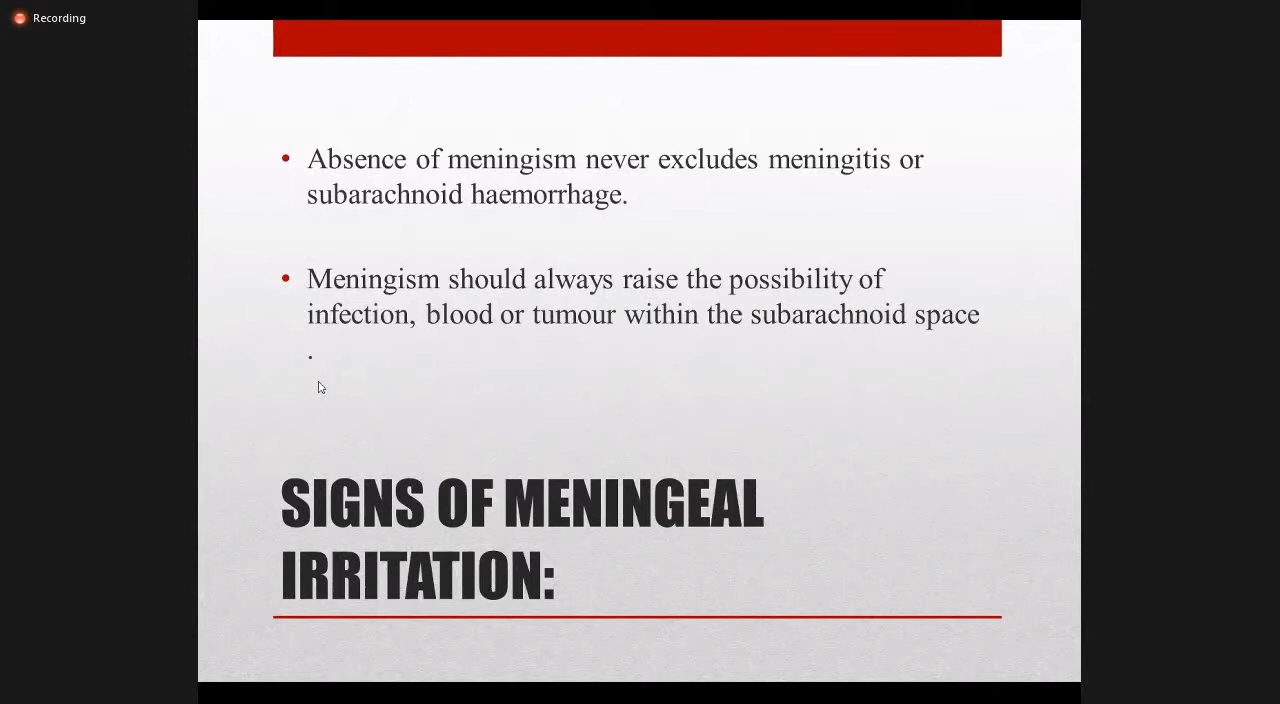 Recording
• Absence of meningism never excludes meningitis or
subarachnoid haemorrhage.
• Meningism should always raise the possibility of
infection, blood or tumour within the subarachnoid space
.
SIGNS OF MENINGEAL
IRRITATION: